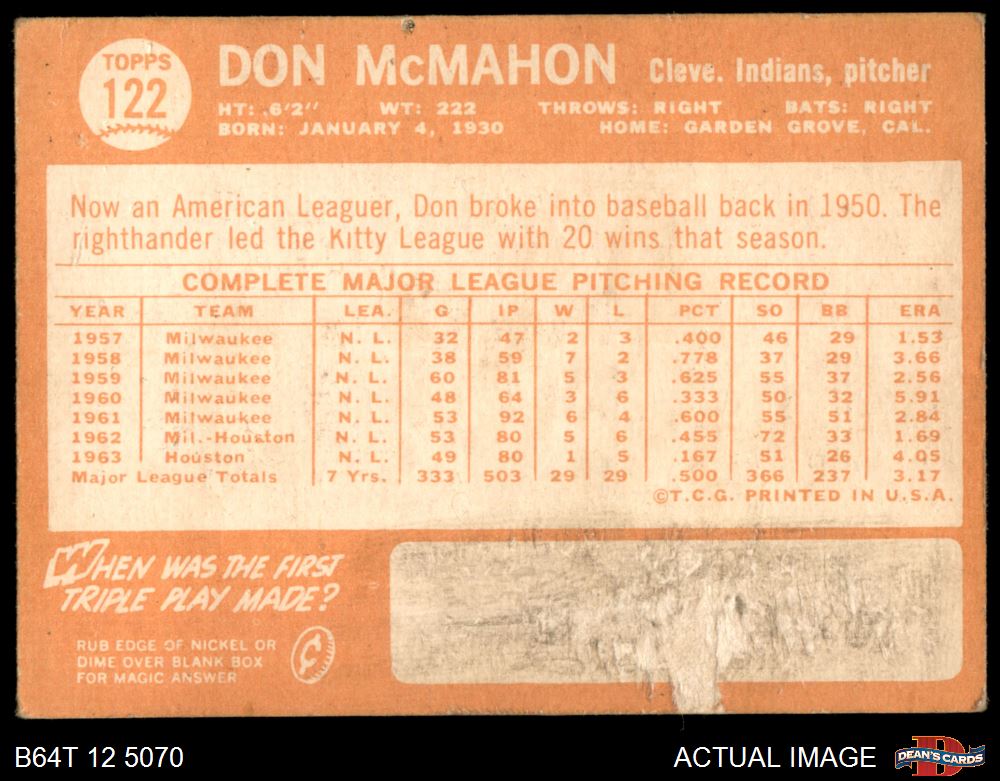 TOPPS
122
DON McMAHON Cleve. Indians, pitcher
HT: 6'2" WT: 222 THROWS: RIGHT BATS: RIGHT
BORN: JANUARY 4, 1930 HOME: GARDEN GROVE, CAL.
Now an American Leaguer, Don broke into baseball back in 1950. The
righthander led the Kitty League with 20 wins that season.
COMPLETE MAJOR LEAGUE PITCHING RECORD
YEAR TEAM LEA. G IP W L PCT SO BB ERA
1957 Milwaukee N. L. 32 47 2 3 .400 46 29 1.53
1958 Milwaukee N. L. 38 59 7 2 .778 37 29 3.66
1959 Milwaukee N. L. 60 81 5 3 .625 55 37 2.56
1960 Milwaukee N. L. 48 64 3 6 .333 50 32 5.91
1961 Milwaukee N. L. 53 92 6 4 .600 55 51 2.84
1962 Mil.-Houston N. L. 53 80 5 6 .455 72 33 1.69
1963 Houston N. L. 49 80 1 5 .167 51 26 4.05
Major League Totals 7 Yrs. 333 503 29 29 .500 366 237 3.17
©T.C.G. PRINTED IN U.S.A.
WHEN WAS THE FIRST
TRIPLE PLAY MADE?
RUB EDGE OF NICKEL OR
DIME OVER BLANK BOX
FOR MAGIC ANSWER
B64T 12 5070 ACTUAL IMAGE DEAN'S CARDS